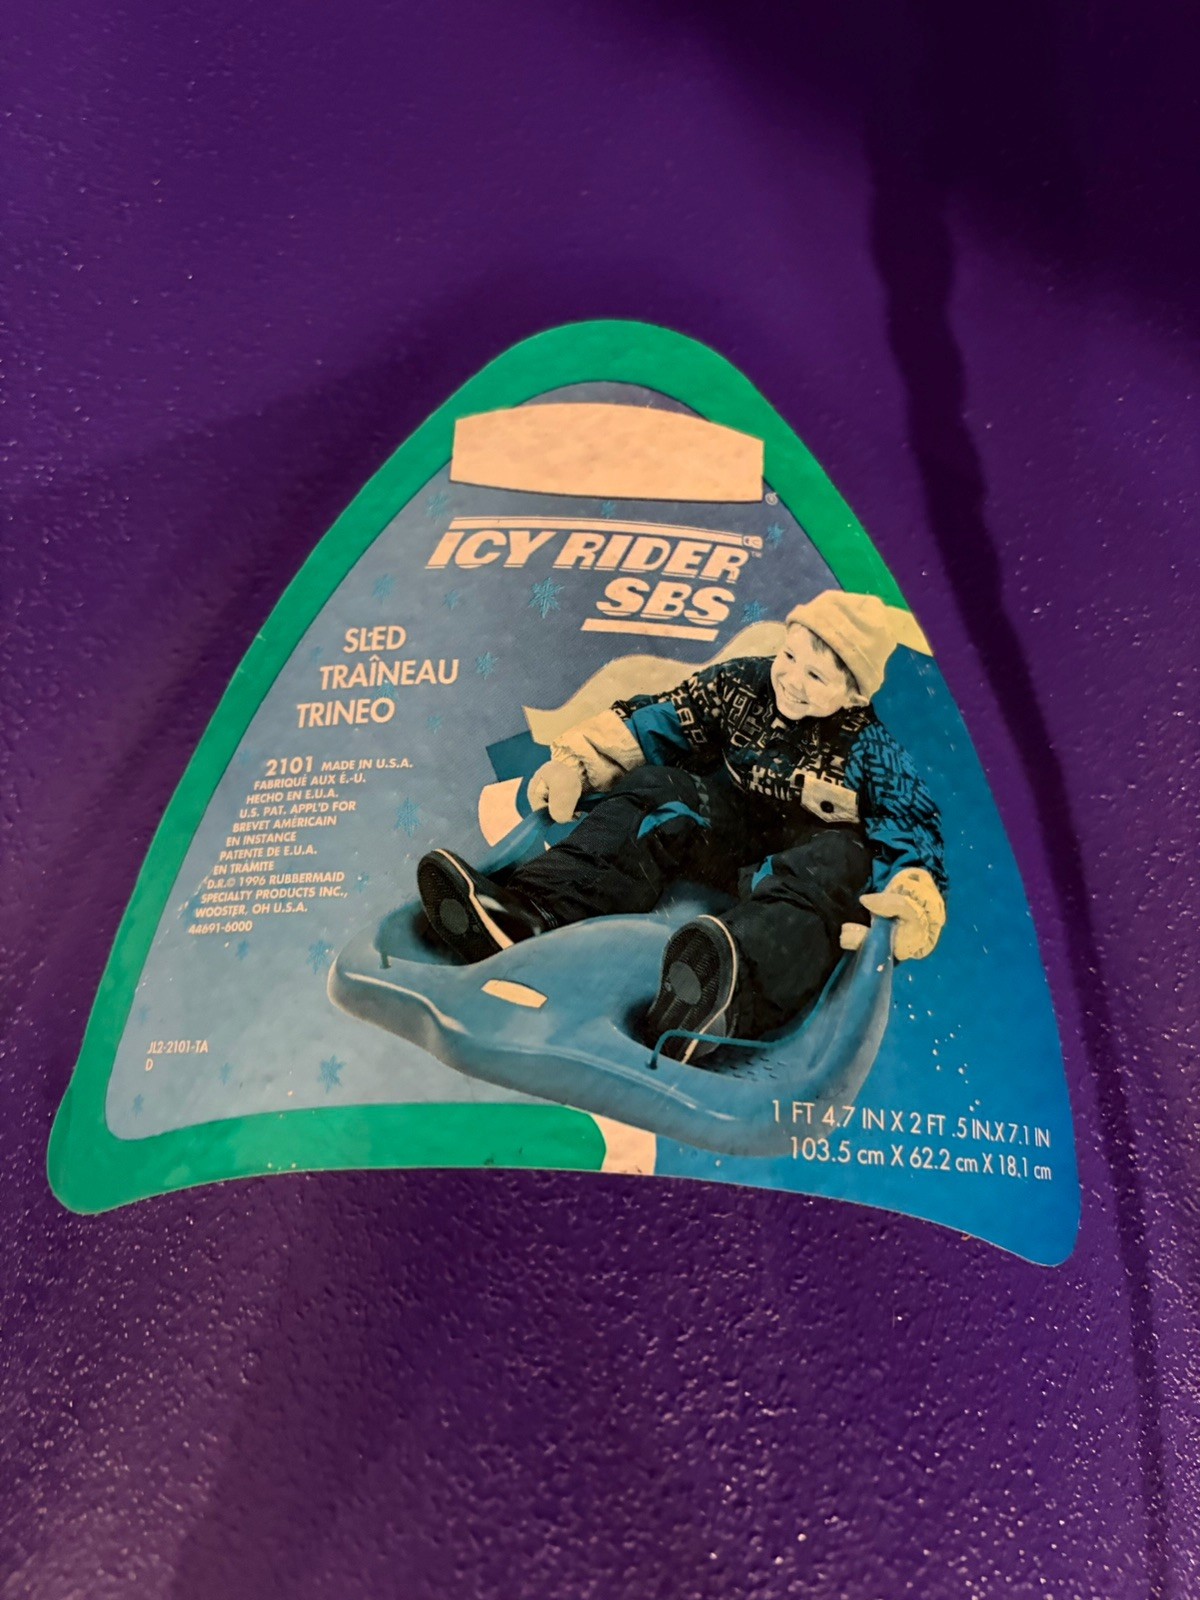 ®
ICY RIDER™
SBS
SLED
TRAÎNEAU
TRINEO
2101 MADE IN U.S.A.
FABRIQUÉ AUX É.-U.
HECHO EN E.U.A.
U.S. PAT. APPL'D FOR
BREVET AMÉRICAIN
EN INSTANCE
PATENTE DE E.U.A.
EN TRÁMITE
D.R.© 1996 RUBBERMAID
SPECIALTY PRODUCTS INC.,
WOOSTER, OH U.S.A.
44691-6000
JL2-2101-TA
D
1 FT 4.7 IN X 2 FT .5 IN.X 7.1 IN
103.5 cm X 62.2 cm X 18.1 cm